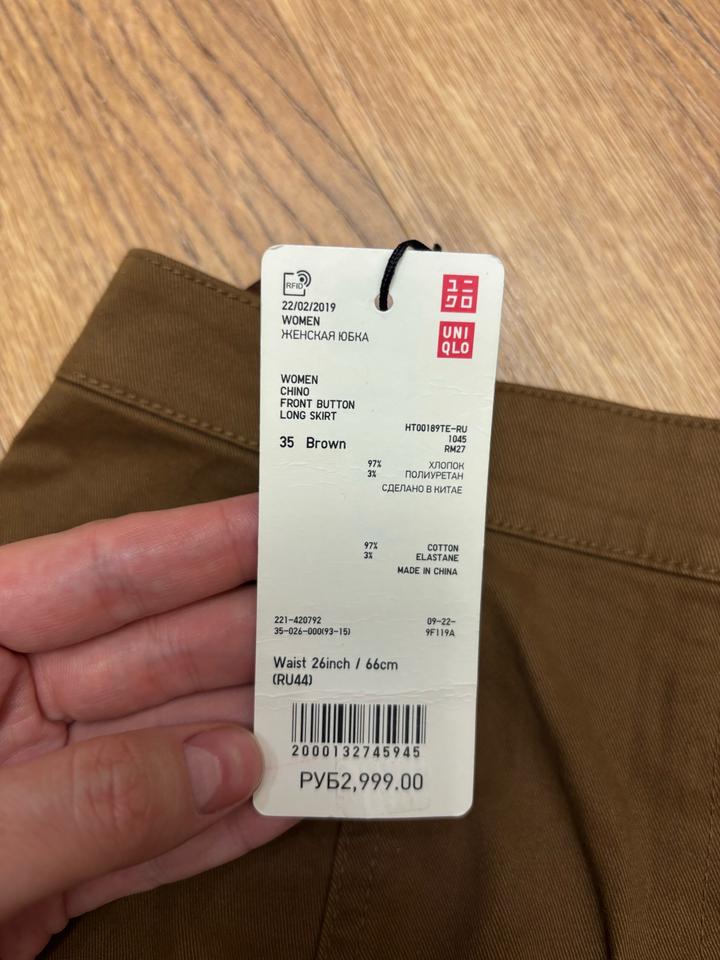 RFID
ユニ
クロ
UNI
QLO
22/02/2019
WOMEN
ЖЕНСКАЯ ЮБКА
WOMEN
CHINO
FRONT BUTTON
LONG SKIRT
35 Brown
HT00189TE-RU
1045
RM27
97% ХЛОПОК
3% ПОЛИУРЕТАН
СДЕЛАНО В КИТАЕ
97% COTTON
3% ELASTANE
MADE IN CHINA
221-420792 09-22-
35-026-000(93-15) 9F119A
Waist 26inch / 66cm
(RU44)
2000132745945
РУБ2,999.00